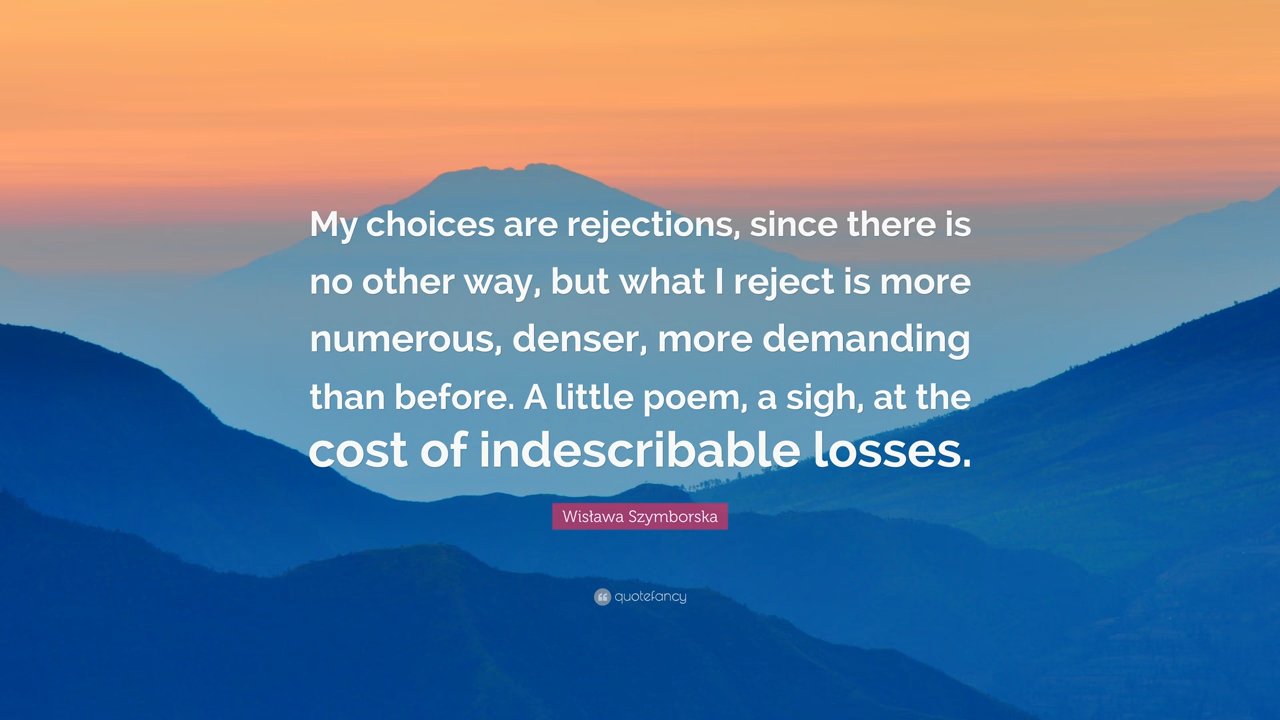 My choices are rejections, since there is
no other way, but what I reject is more
numerous, denser, more demanding
than before. A little poem, a sigh, at the
cost of indescribable losses.
Wisława Szymborska
quotefancy